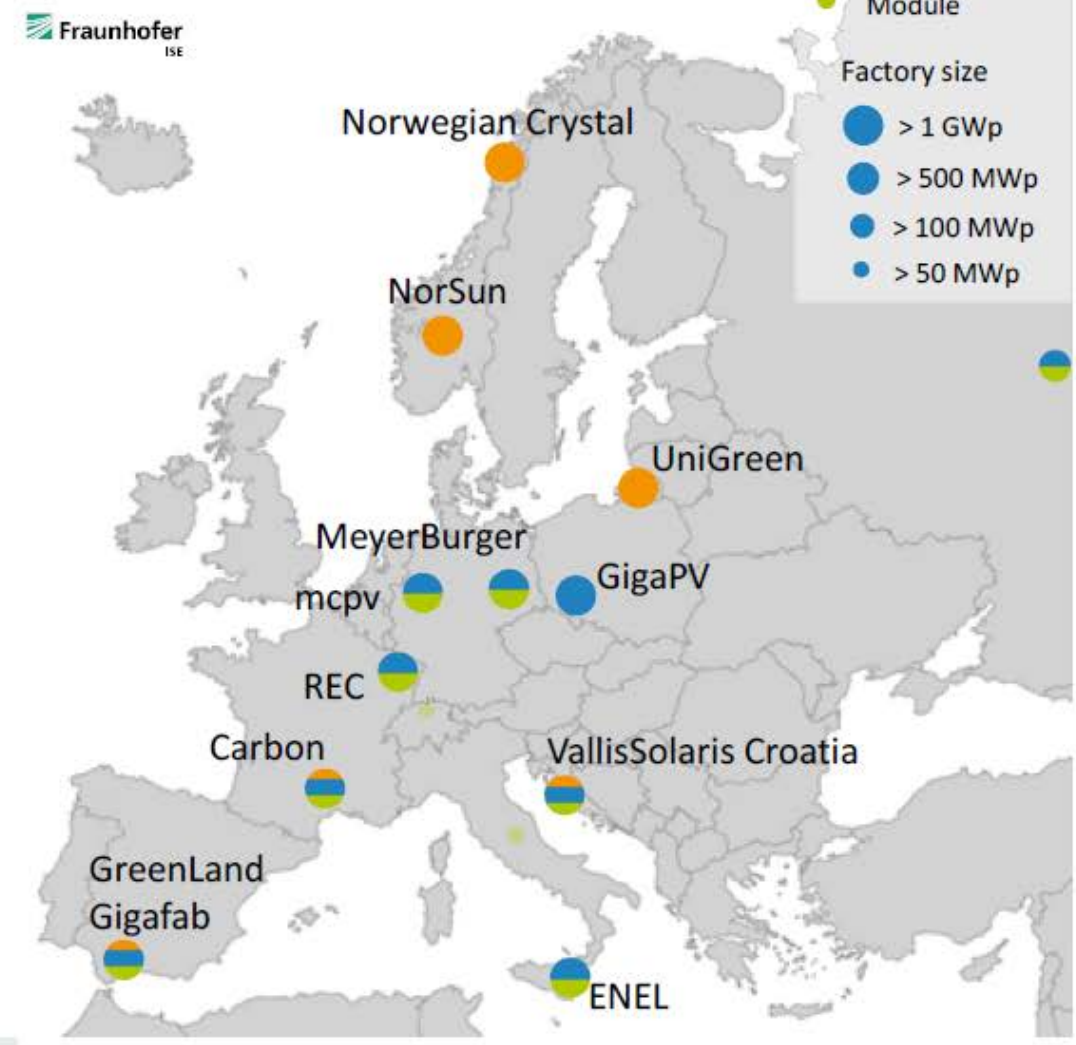 Fraunhofer
ISE
Module
Factory size
> 1 GWp
> 500 MWp
> 100 MWp
> 50 MWp
Norwegian Crystal
NorSun
UniGreen
MeyerBurger
GigaPV
mcpv
REC
Carbon
VallisSolaris Croatia
GreenLand
Gigafab
ENEL